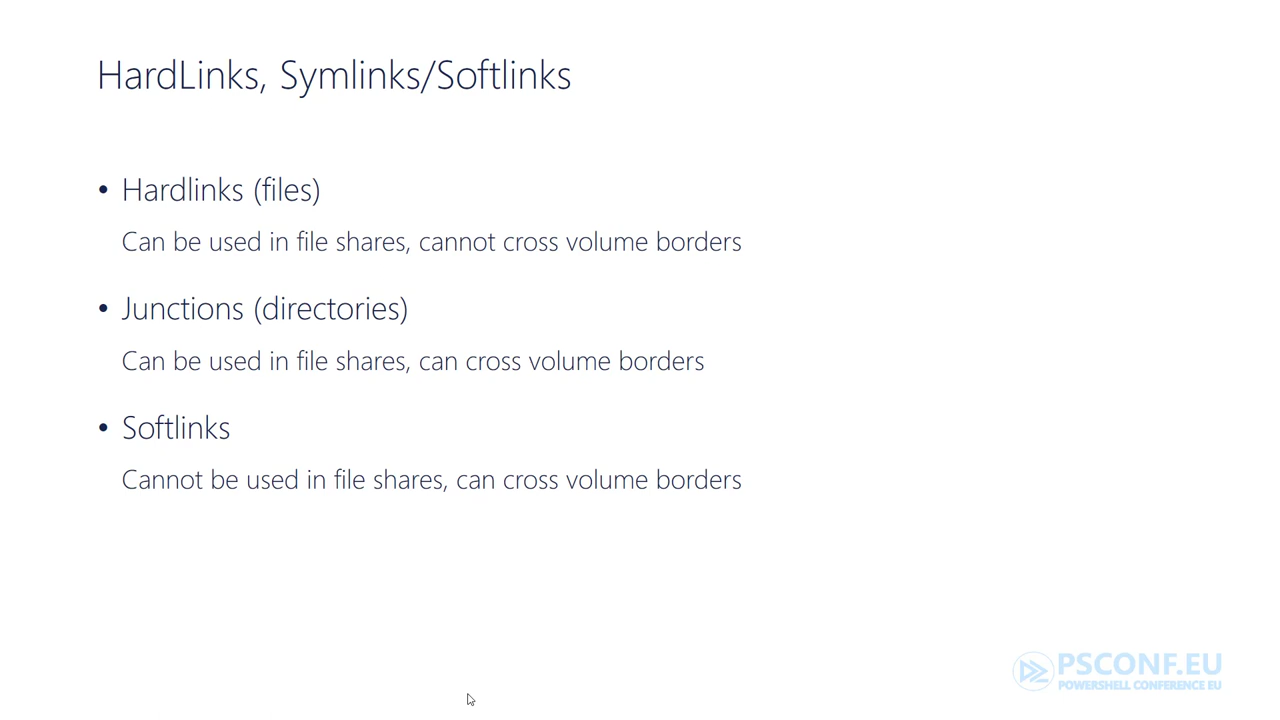 HardLinks, Symlinks/Softlinks
• Hardlinks (files)
Can be used in file shares, cannot cross volume borders
• Junctions (directories)
Can be used in file shares, can cross volume borders
• Softlinks
Cannot be used in file shares, can cross volume borders
PSCONF.EU
POWERSHELL CONFERENCE EU